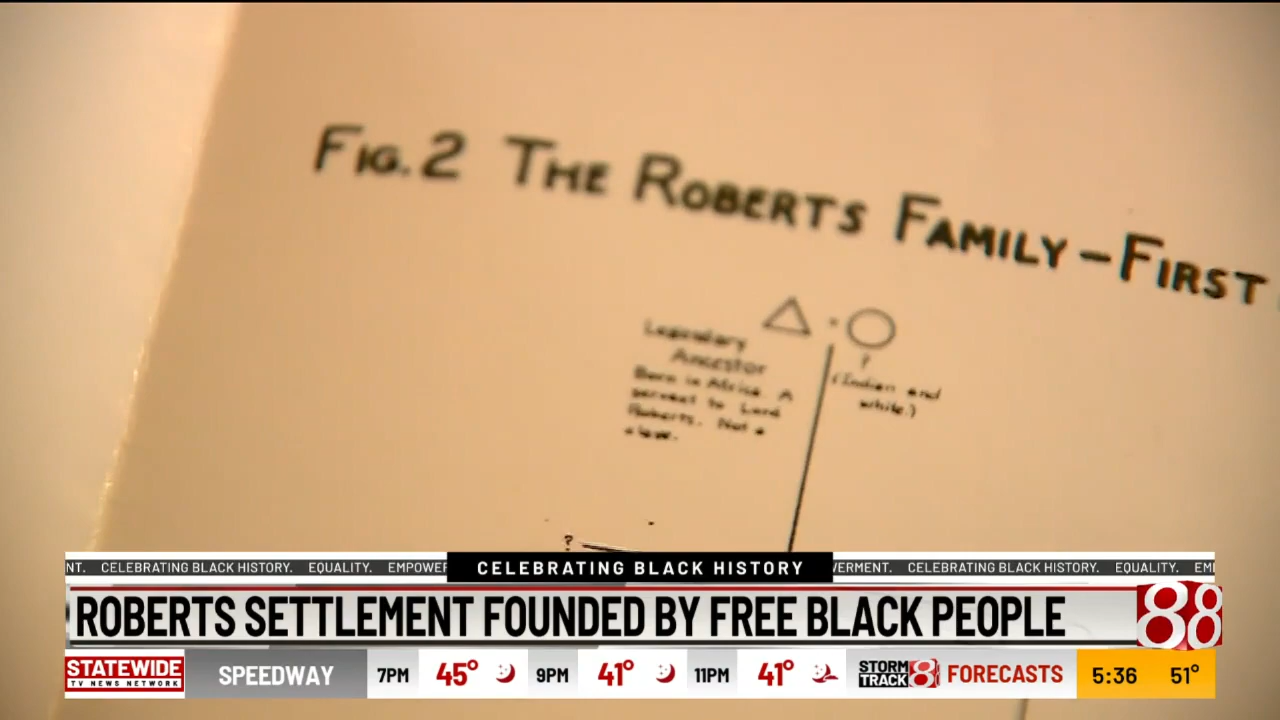 FIG. 2 THE ROBERTS FAMILY – FIRST
Legendary
Ancestor
Born in Africa. A
servant to Lord
Roberts. Not a
slave.
?
(Indian and
white.)
?
NT. CELEBRATING BLACK HISTORY. EQUALITY. EMPOWER
CELEBRATING BLACK HISTORY
VERMENT. CELEBRATING BLACK HISTORY. EQUALITY. EM
ROBERTS SETTLEMENT FOUNDED BY FREE BLACK PEOPLE
88
STATEWIDE
TV NEWS NETWORK
SPEEDWAY
7PM 45° 9PM 41° 11PM 41°
STORM
TRACK 8
FORECASTS
5:36 51°